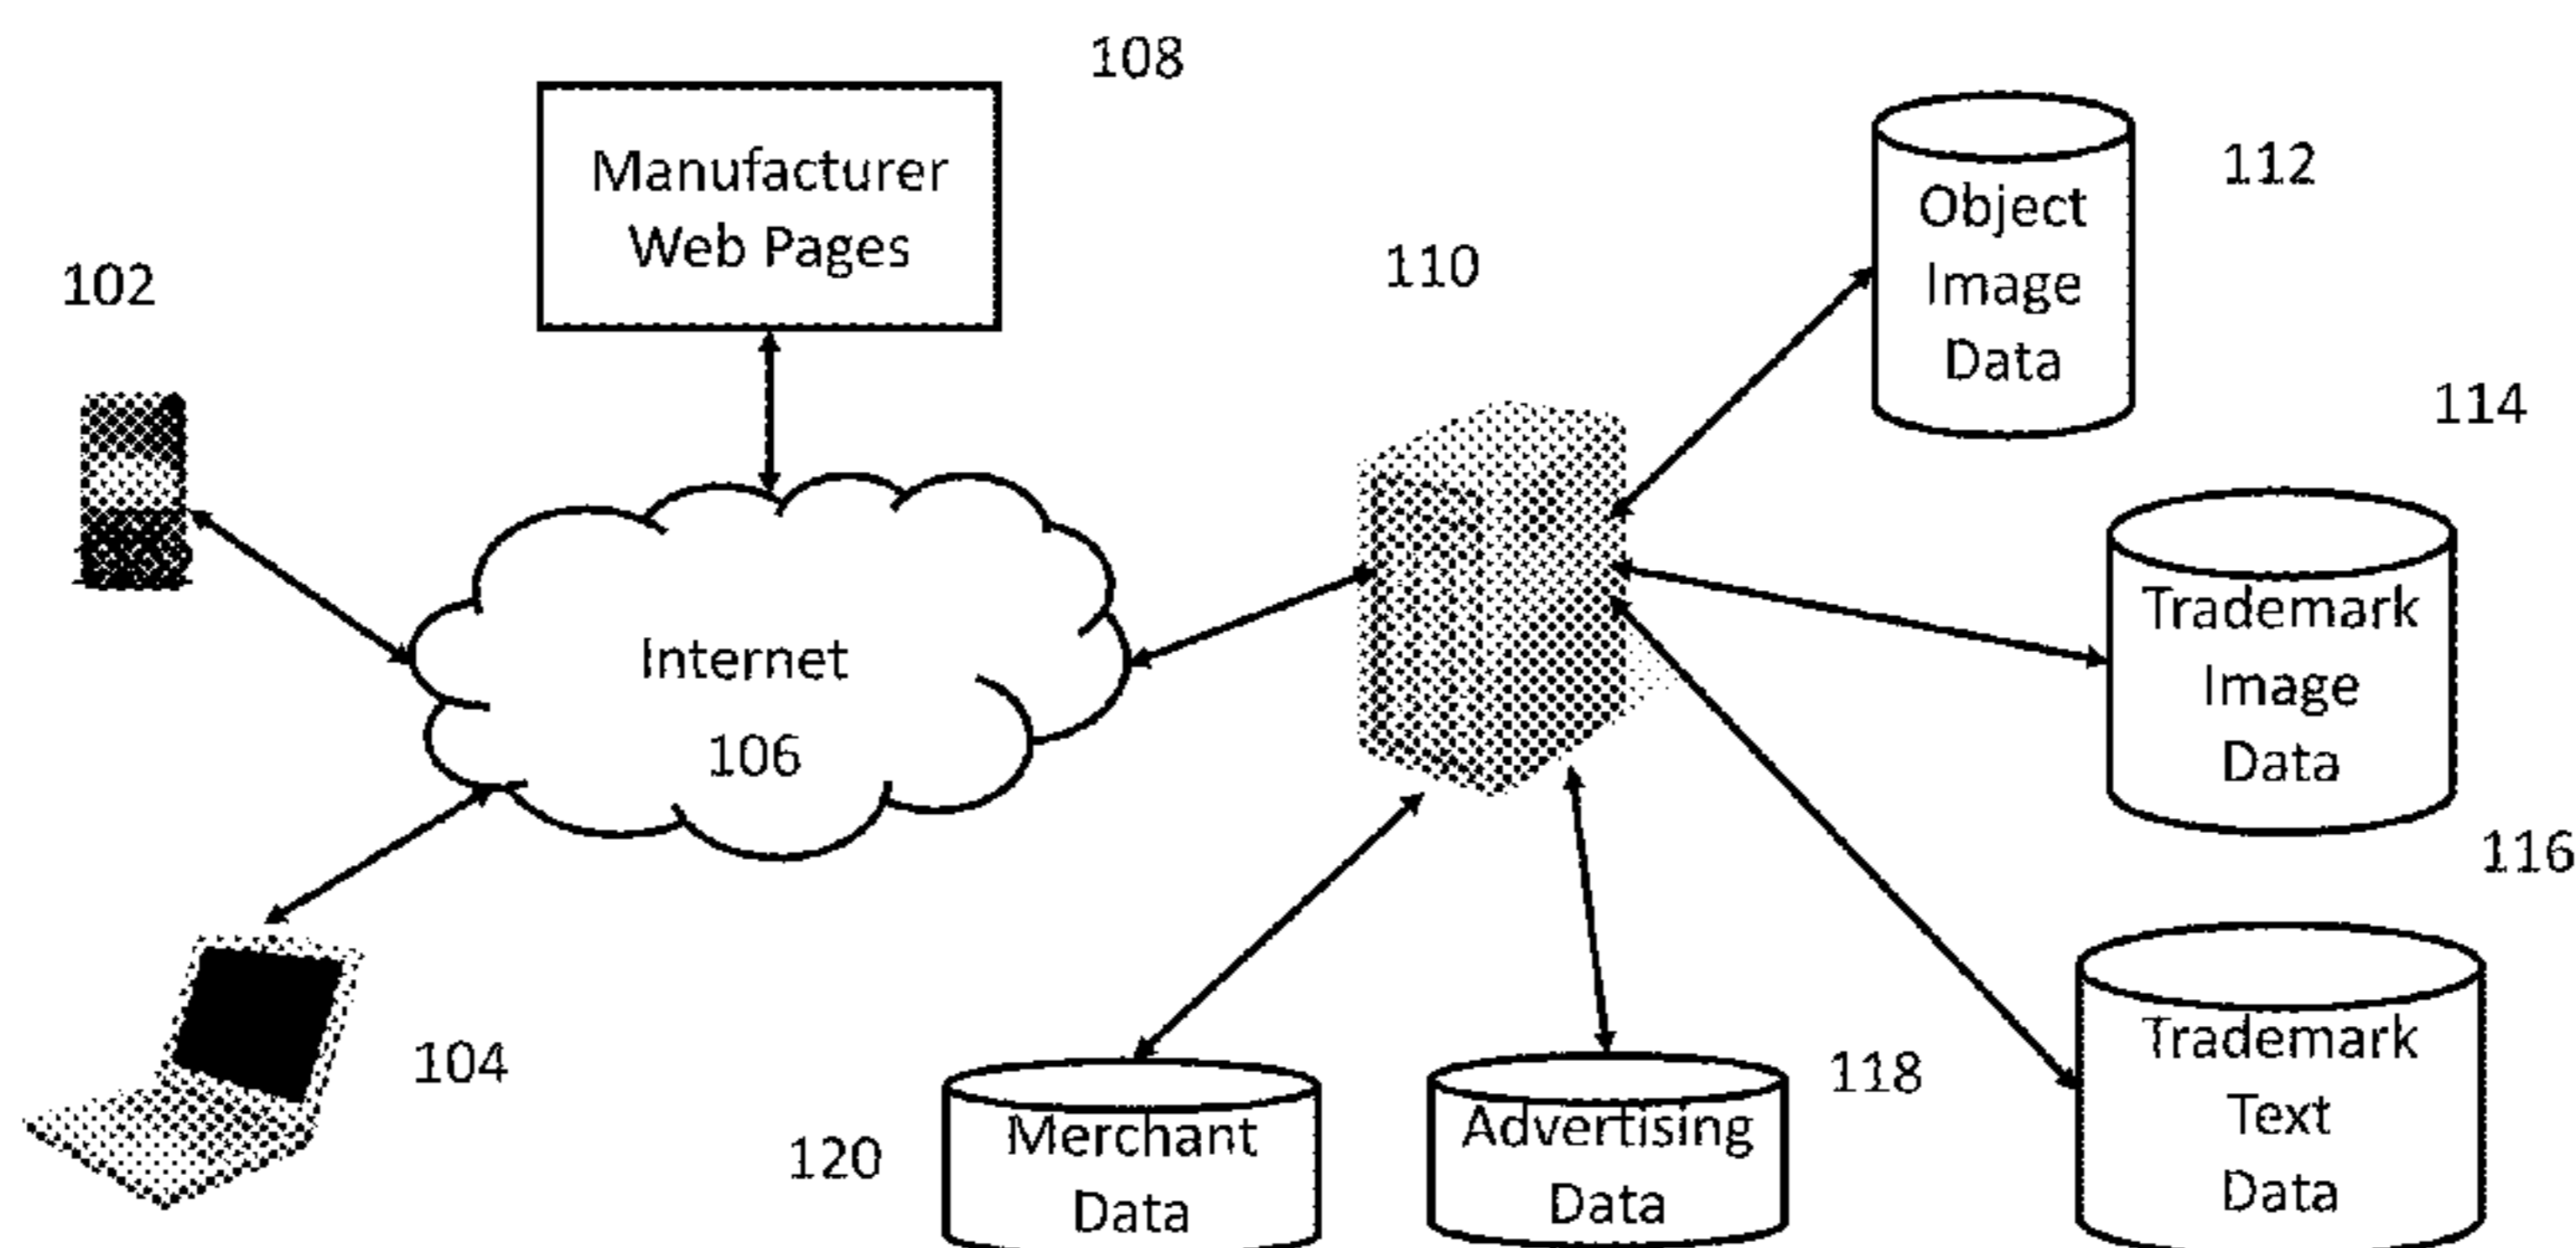 108
Manufacturer
Web Pages
102
110
112
Object
Image
Data
114
Trademark
Image
Data
Internet
106
116
Trademark
Text
Data
104
118
Advertising
Data
120
Merchant
Data